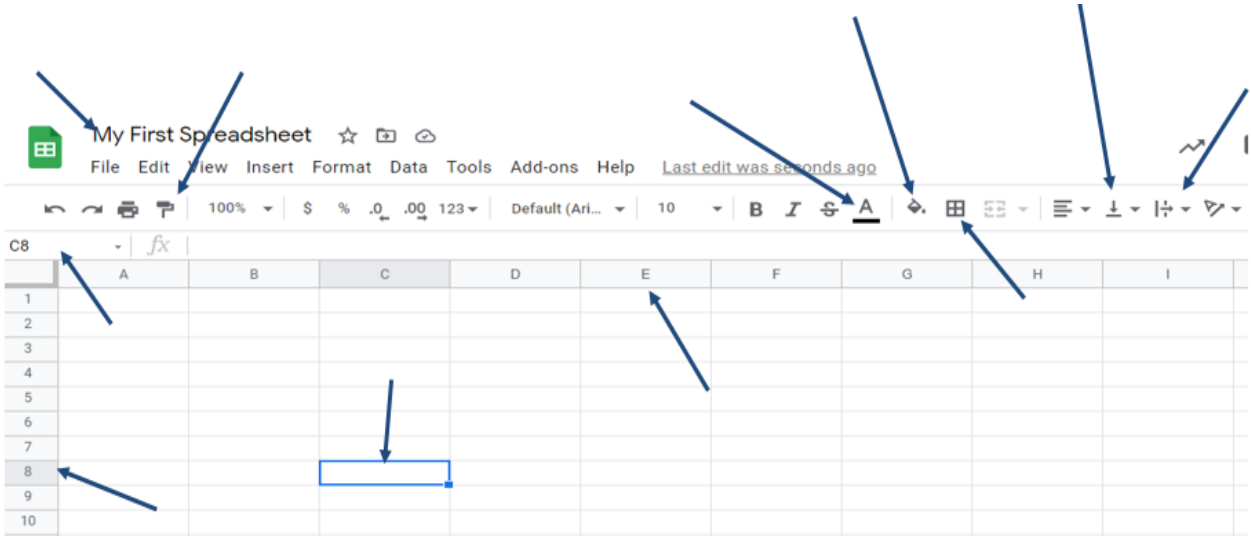 My First Spreadsheet
File Edit View Insert Format Data Tools Add-ons Help Last edit was seconds ago
100% $ % .0 .00 123 Default (Ari... 10 B I S A
C8 fx
A B C D E F G H I
1
2
3
4
5
6
7
8
9
10